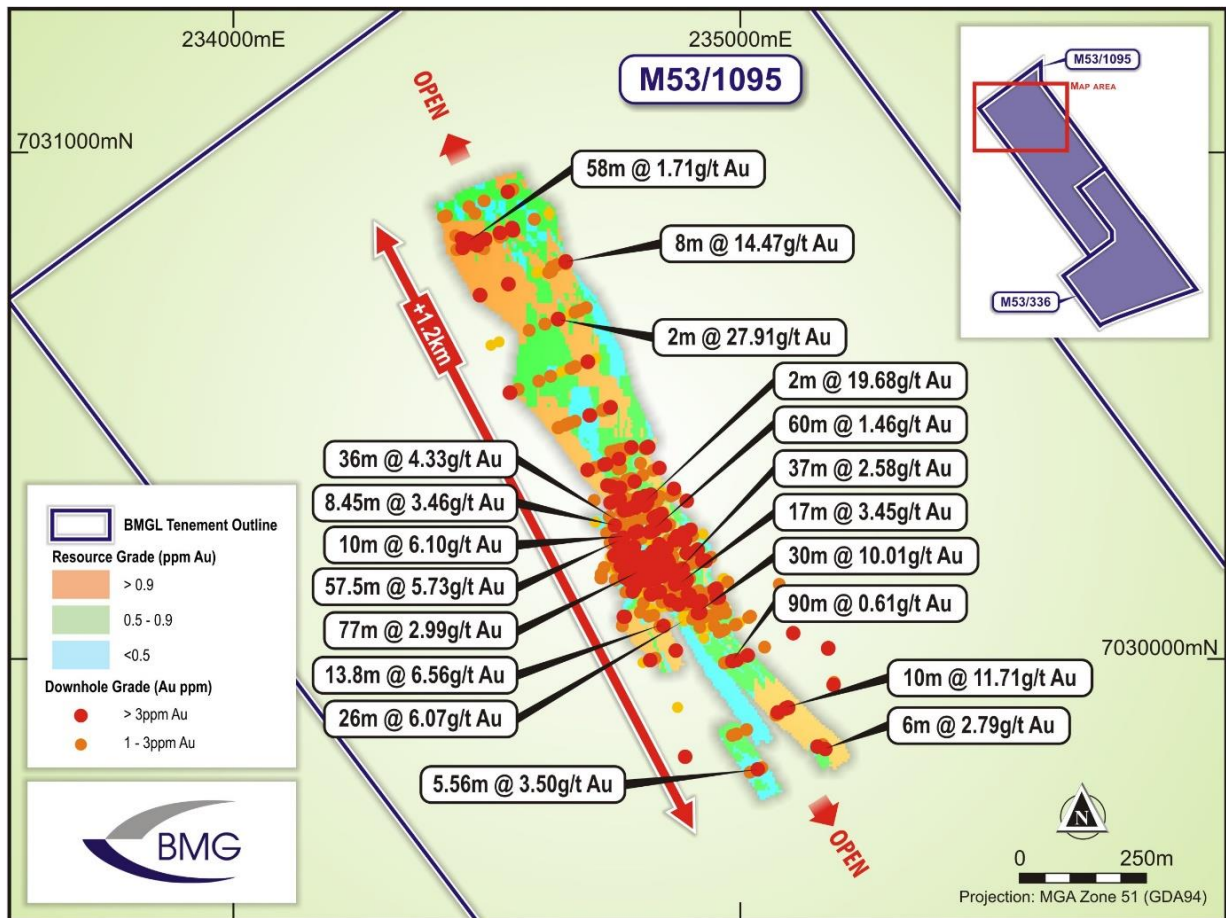 234000mE
235000mE
M53/1095
M53/1095
MAP AREA
M53/336
7031000mN
OPEN
58m @ 1.71g/t Au
8m @ 14.47g/t Au
+1.2km
2m @ 27.91g/t Au
2m @ 19.68g/t Au
60m @ 1.46g/t Au
37m @ 2.58g/t Au
17m @ 3.45g/t Au
30m @ 10.01g/t Au
90m @ 0.61g/t Au
36m @ 4.33g/t Au
8.45m @ 3.46g/t Au
10m @ 6.10g/t Au
57.5m @ 5.73g/t Au
77m @ 2.99g/t Au
13.8m @ 6.56g/t Au
26m @ 6.07g/t Au
5.56m @ 3.50g/t Au
7030000mN
10m @ 11.71g/t Au
6m @ 2.79g/t Au
OPEN
BMGL Tenement Outline
Resource Grade (ppm Au)
> 0.9
0.5 - 0.9
<0.5
Downhole Grade (Au ppm)
> 3ppm Au
1 - 3ppm Au
BMG
N
0 250m
Projection: MGA Zone 51 (GDA94)